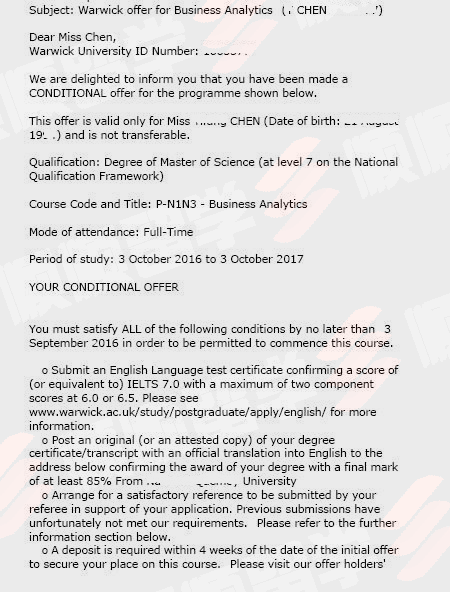 Subject: Warwick offer for Business Analytics ( CHEN )
Dear Miss Chen,
Warwick University ID Number:
We are delighted to inform you that you have been made a
CONDITIONAL offer for the programme shown below.
This offer is valid only for Miss CHEN (Date of birth: 21 August
19 ) and is not transferable.
Qualification: Degree of Master of Science (at level 7 on the National
Qualification Framework)
Course Code and Title: P-N1N3 - Business Analytics
Mode of attendance: Full-Time
Period of study: 3 October 2016 to 3 October 2017
YOUR CONDITIONAL OFFER
You must satisfy ALL of the following conditions by no later than 3
September 2016 in order to be permitted to commence this course.
o Submit an English Language test certificate confirming a score of
(or equivalent to) IELTS 7.0 with a maximum of two component
scores at 6.0 or 6.5. Please see
www.warwick.ac.uk/study/postgraduate/apply/english/ for more
information.
o Post an original (or an attested copy) of your degree
certificate/transcript with an official translation into English to the
address below confirming the award of your degree with a final mark
of at least 85% From University
o Arrange for a satisfactory reference to be submitted by your
referee in support of your application. Previous submissions have
unfortunately not met our requirements. Please refer to the further
information section below.
o A deposit is required within 4 weeks of the date of the initial offer
to secure your place on this course. Please visit our offer holders'
顺顺留学